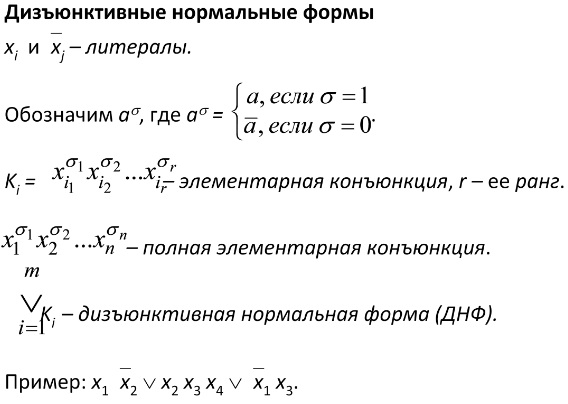 Дизъюнктивные нормальные формы
xᵢ и x̄ⱼ – литералы.
Обозначим a^σ, где a^σ = { a, если σ = 1
a̅, если σ = 0.
Kᵢ = x_{i₁}^{σ₁} x_{i₂}^{σ₂} ... x_{iᵣ}^{σᵣ} – элементарная конъюнкция, r – ее ранг.
x₁^{σ₁} x₂^{σ₂} ... xₙ^{σₙ} – полная элементарная конъюнкция.
m
∨ Kᵢ – дизъюнктивная нормальная форма (ДНФ).
i=1
Пример: x₁ x̄₂ ∨ x₂ x₃ x₄ ∨ x̄₁ x₃.